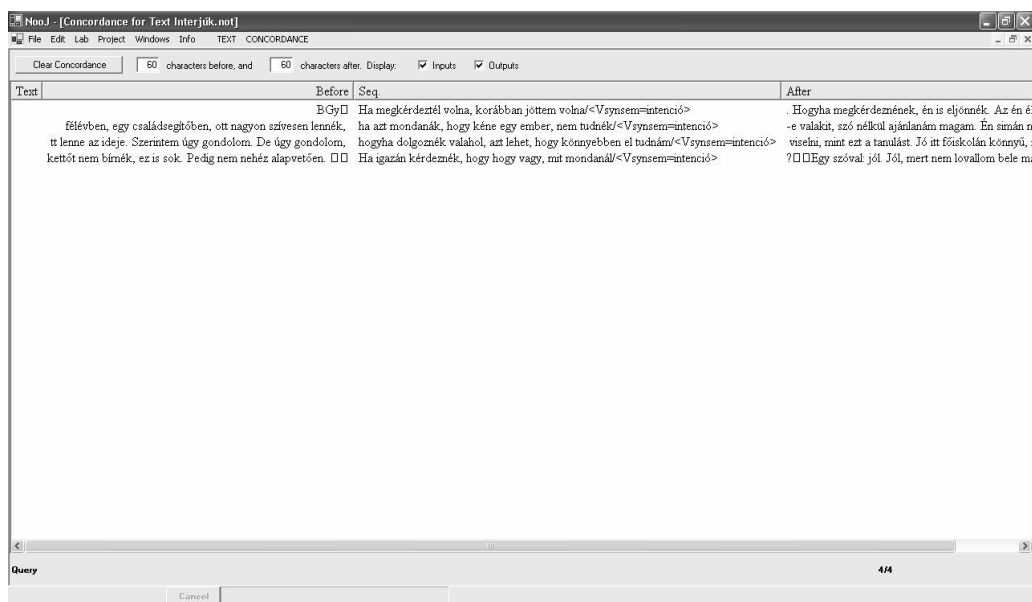 NooJ - [Concordance for Text Interjúk.not]
File Edit Lab Project Windows Info TEXT CONCORDANCE
Clear Concordance 60 characters before, and 60 characters after. Display: Inputs Outputs
Text Before Seq. After
BGy□ Ha megkérdeztél volna, korábban jöttem volna/<Vsynsem=intenció> . Hogyha megkérdeznének, én is eljönnék. Az én él
félévben, egy családsegítőben, ott nagyon szívesen lennék, ha azt mondanák, hogy kéne egy ember, nem tudnék/<Vsynsem=intenció> -e valakit, szó nélkül ajánlanám magam. Én simán
tt lenne az ideje. Szerintem úgy gondolom. De úgy gondolom, hogyha dolgoznék valahol, azt lehet, hogy könnyebben el tudnám/<Vsynsem=intenció> viselni, mint ezt a tanulást. Jó itt főiskolán könnyű,
kettőt nem bírnék, ez is sok. Pedig nem nehéz alapvetően. □□ Ha igazán kérdeznék, hogy hogy vagy, mit mondanál/<Vsynsem=intenció> ?□□Egy szóval: jól. Jól, mert nem lovallom bele ma
Query 4/4
Cancel